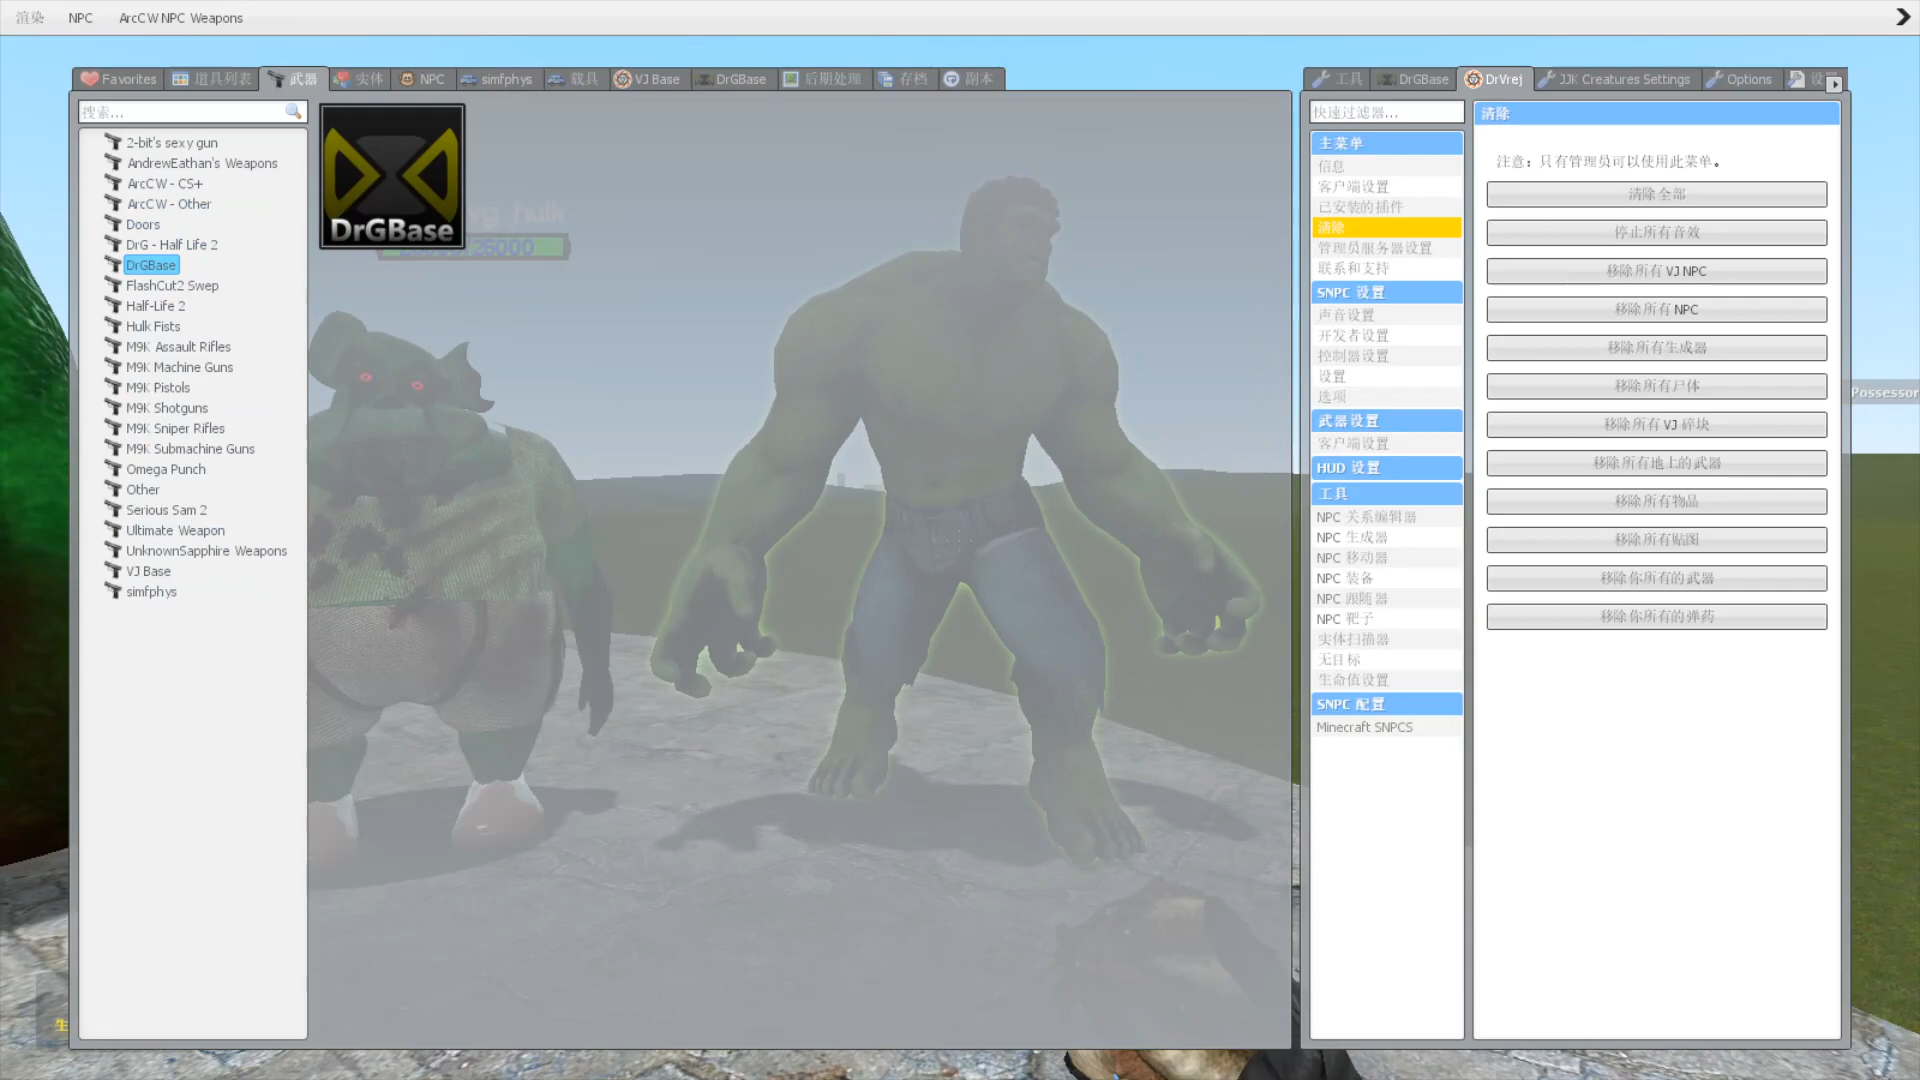 渲染 NPC ArcCW NPC Weapons
Favorites 道具列表 武器 实体 NPC simfphys 载具 VJ Base DrGBase 后期处理 存档 副本
搜索...
2-bit's sexy gun
AndrewEathan's Weapons
ArcCW - CS+
ArcCW - Other
Doors
DrG - Half Life 2
DrGBase
FlashCut2 Swep
Half-Life 2
Hulk Fists
M9K Assault Rifles
M9K Machine Guns
M9K Pistols
M9K Shotguns
M9K Sniper Rifles
M9K Submachine Guns
Omega Punch
Other
Serious Sam 2
Ultimate Weapon
UnknownSapphire Weapons
VJ Base
simfphys
DrGBase
hulk
/26000
工具 DrGBase DrVrej JJK Creatures Settings Options 设
快速过滤器...
主菜单
信息
客户端设置
已安装的插件
清除
管理员服务器设置
联系和支持
SNPC 设置
声音设置
开发者设置
控制器设置
设置
选项
武器设置
客户端设置
HUD 设置
工具
NPC 关系编辑器
NPC 生成器
NPC 移动器
NPC 装备
NPC 跟随器
NPC 靶子
实体扫描器
无目标
生命值设置
SNPC 配置
Minecraft SNPCS
清除
注意：只有管理员可以使用此菜单。
清除全部
停止所有音效
移除所有 VJ NPC
移除所有 NPC
移除所有生成器
移除所有尸体
移除所有 VJ 碎块
移除所有地上的武器
移除所有物品
移除所有贴图
移除你所有的武器
移除你所有的弹药
Possessor
生